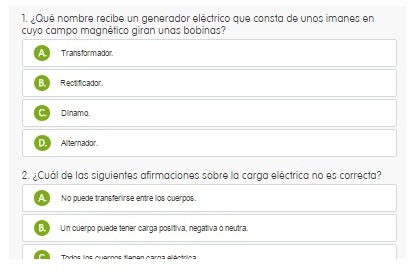 1. ¿Qué nombre recibe un generador eléctrico que consta de unos imanes en
cuyo campo magnético giran unas bobinas?
A. Transformador.
B. Rectificador.
C. Dinamo.
D. Alternador.
2. ¿Cuál de las siguientes afirmaciones sobre la carga eléctrica no es correcta?
A. No puede transferirse entre los cuerpos.
B. Un cuerpo puede tener carga positiva, negativa o neutra.
C Todos los cuerpos tienen carga eléctrica